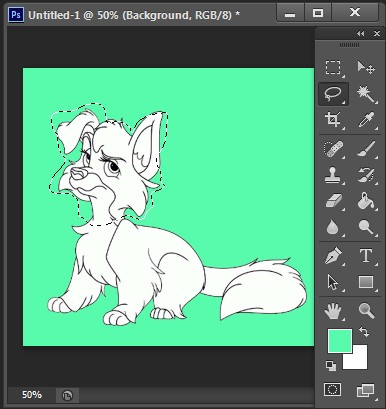 Ps Untitled-1 @ 50% (Background, RGB/8) *
T
50%